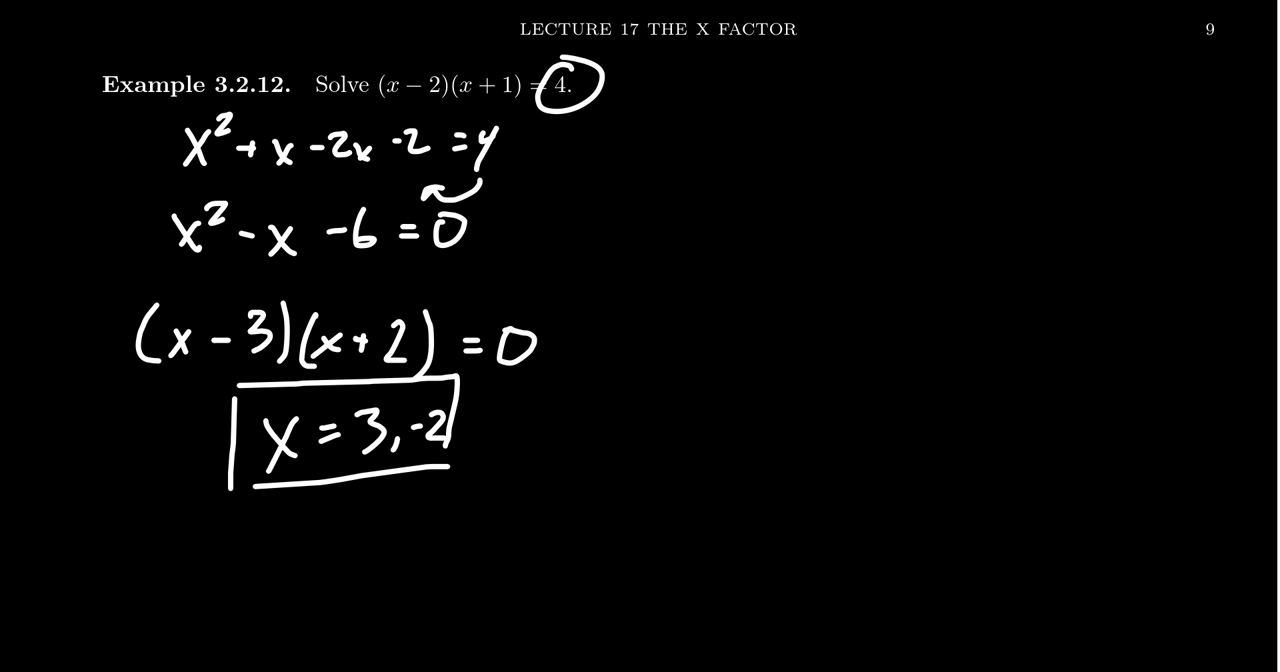 LECTURE 17 THE X FACTOR 9
Example 3.2.12. Solve (x − 2)(x + 1) = 4.
x² + x - 2x - 2 = 4
x² - x - 6 = 0
(x - 3)(x + 2) = 0
x = 3, -2